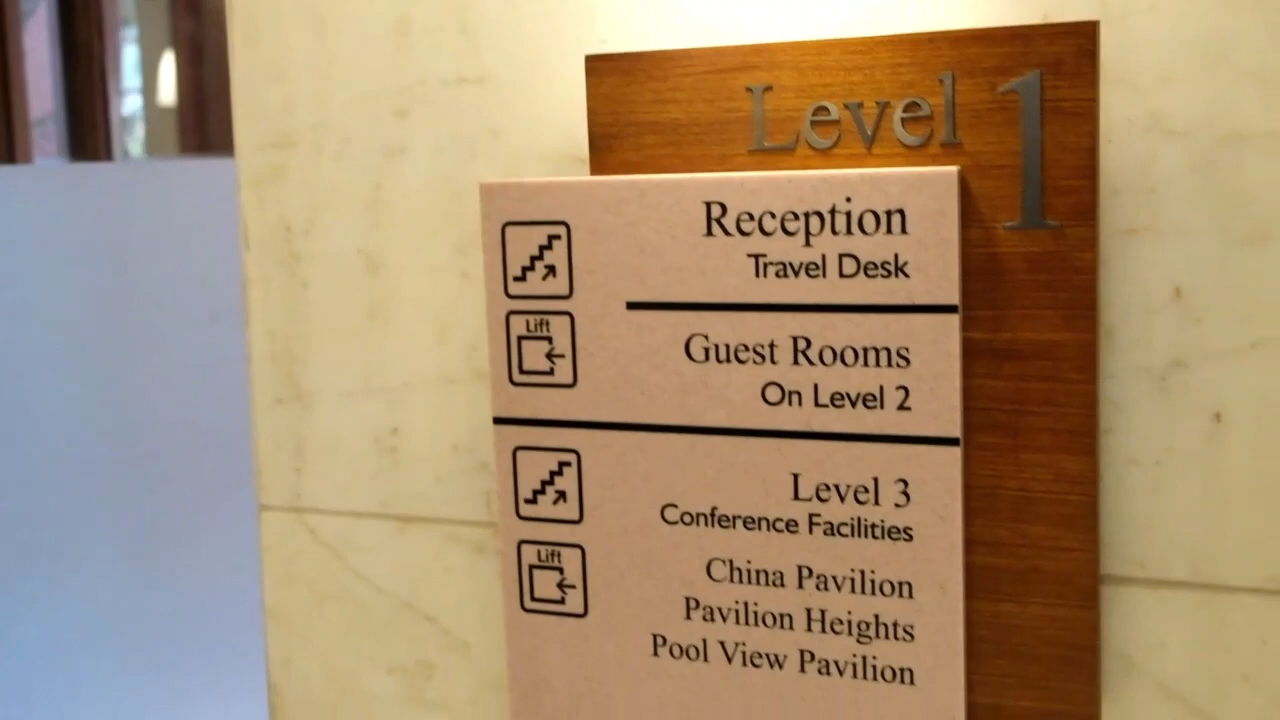 Level 1
Reception
Travel Desk
Lift
Guest Rooms
On Level 2
Level 3
Conference Facilities
Lift
China Pavilion
Pavilion Heights
Pool View Pavilion